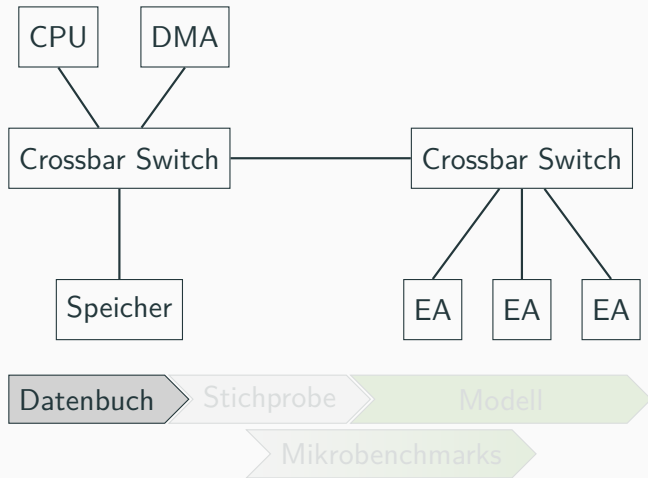 CPU DMA
Crossbar Switch Crossbar Switch
Speicher EA EA EA
Datenbuch Stichprobe Modell
Mikrobenchmarks